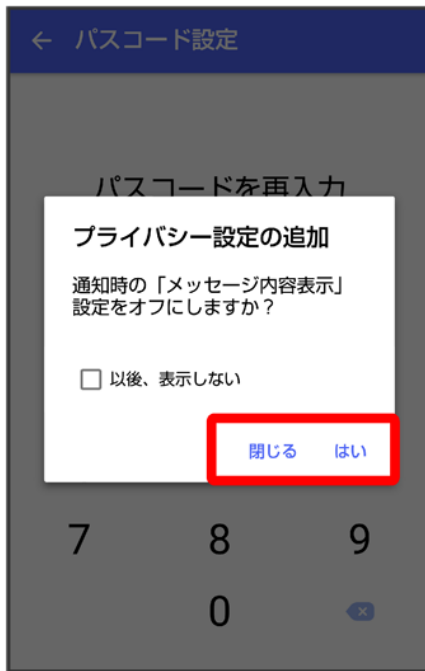 ← パスコード設定
パスコードを再入力
プライバシー設定の追加
通知時の「メッセージ内容表示」
設定をオフにしますか？
以後、表示しない
閉じる はい
7 8 9
0